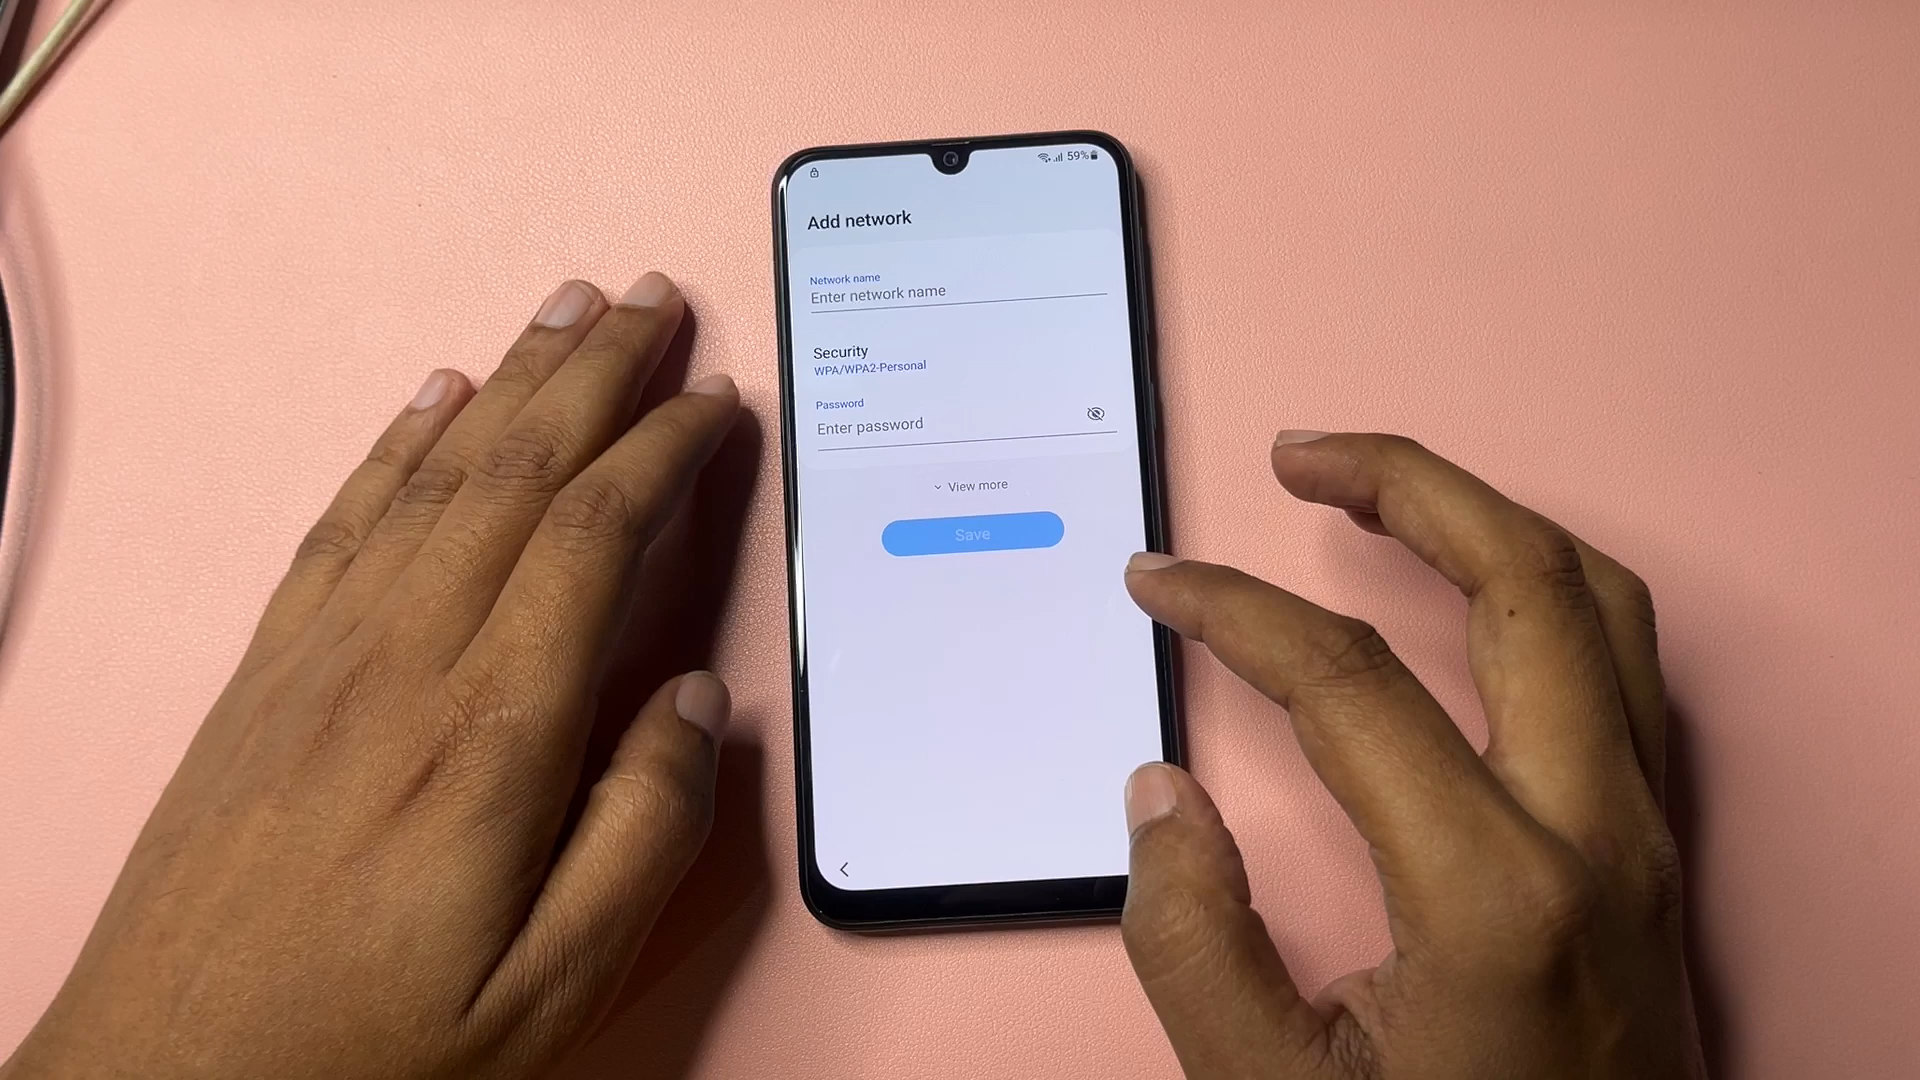 59%
Add network
Network name
Enter network name
Security
WPA/WPA2-Personal
Password
Enter password
View more
Save